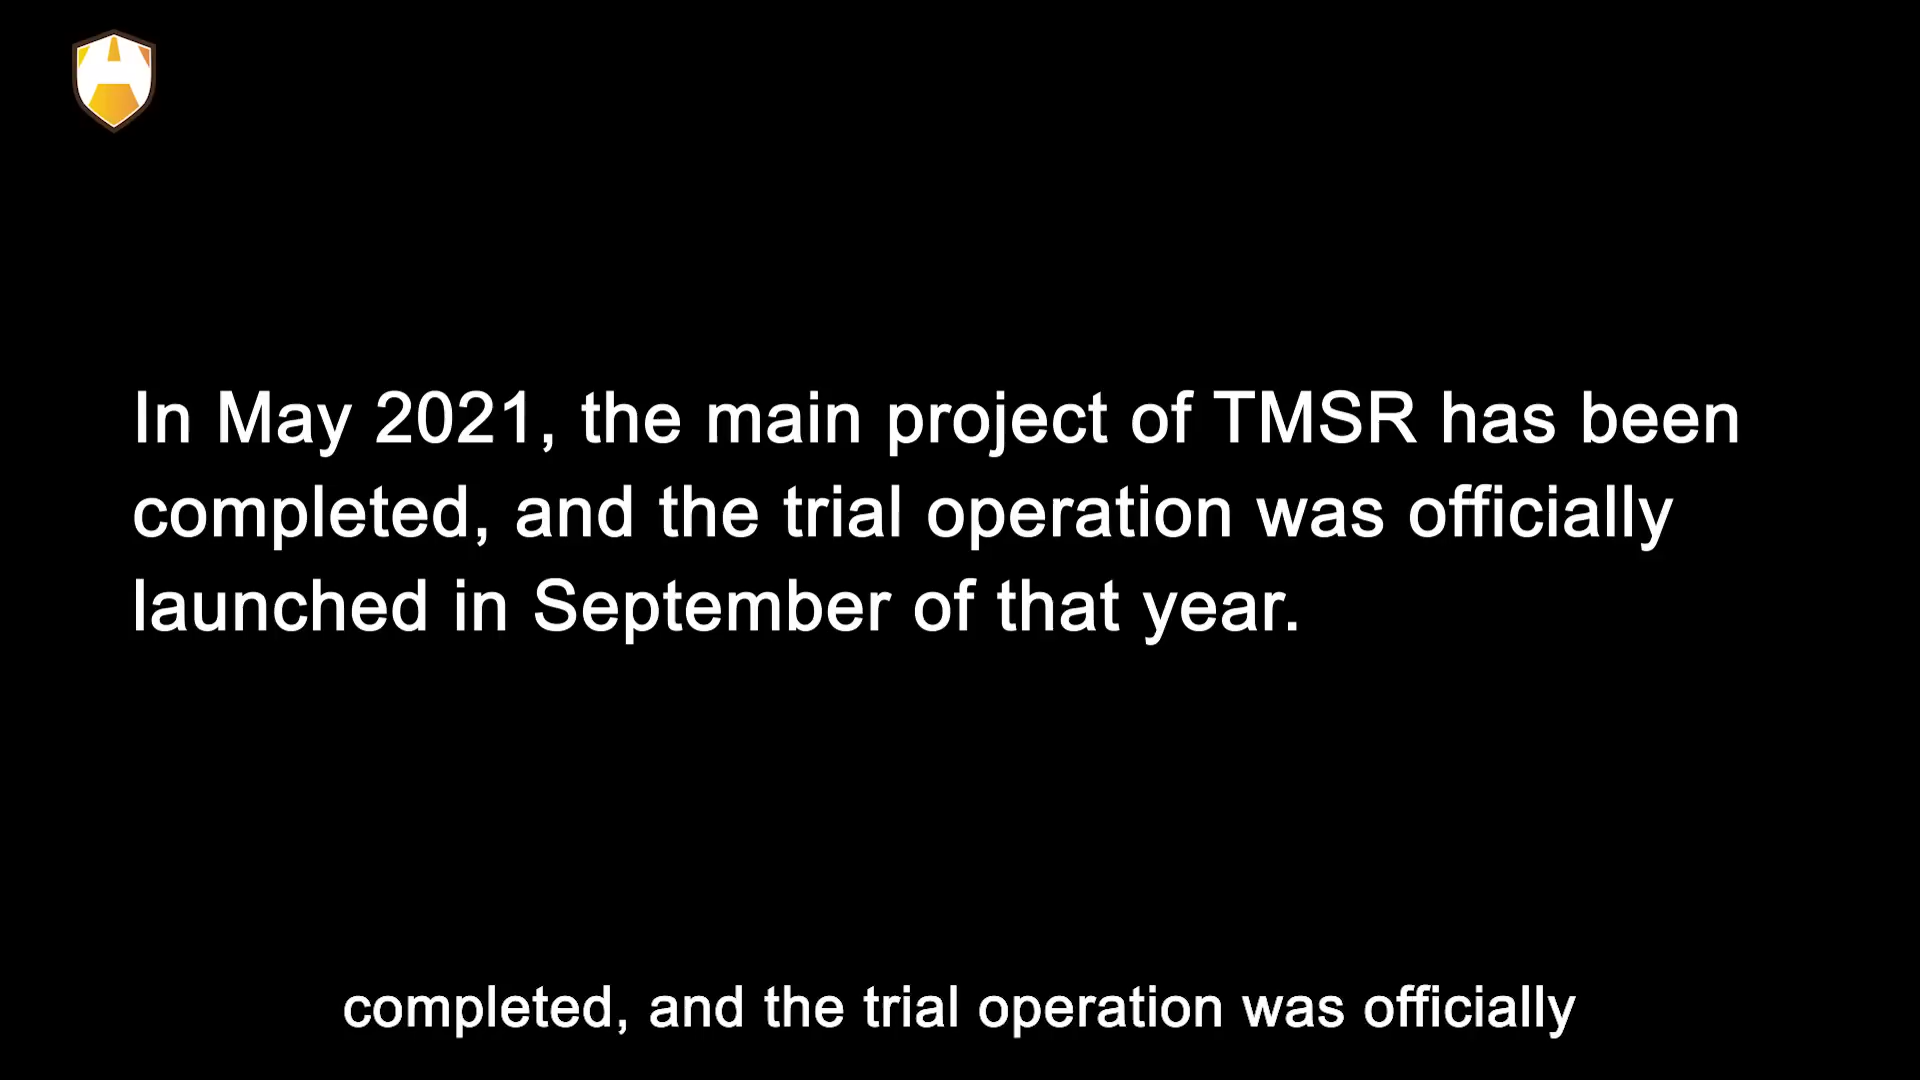 In May 2021, the main project of TMSR has been
completed, and the trial operation was officially
launched in September of that year.
completed, and the trial operation was officially